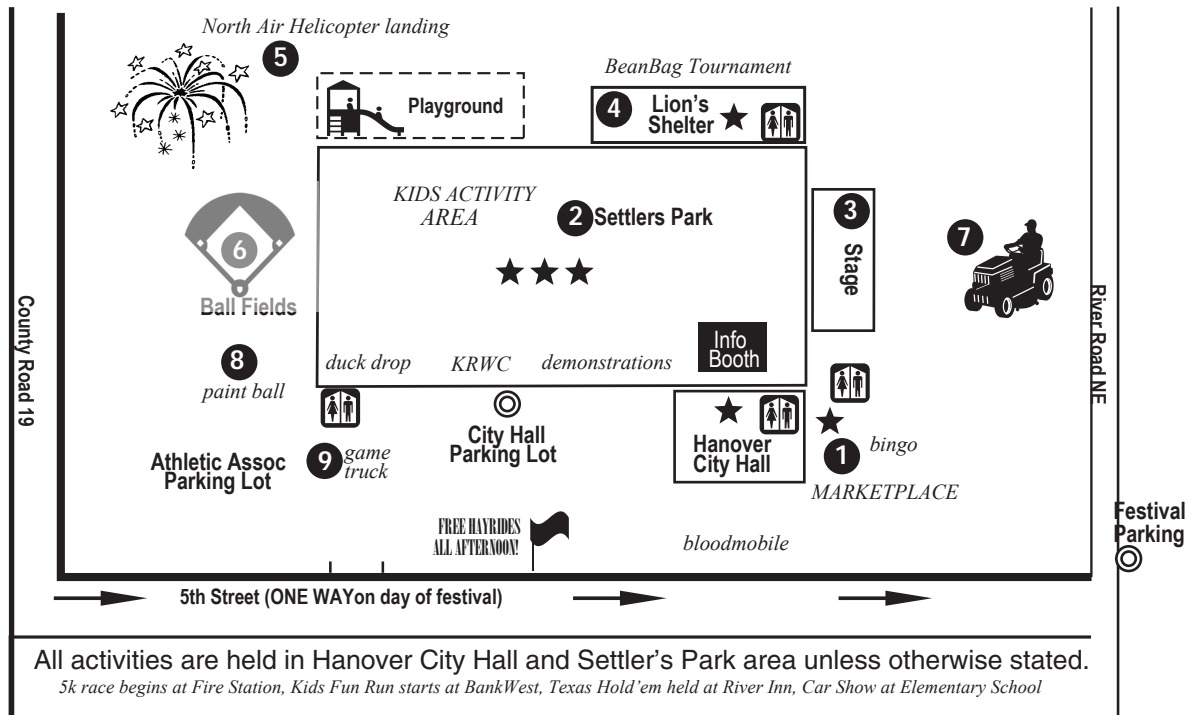 North Air Helicopter landing
5
BeanBag Tournament
Playground
4
Lion's
Shelter
KIDS ACTIVITY
AREA
2 Settlers Park
3
Stage
7
6
Ball Fields
County Road 19
River Road NE
Info
Booth
8
paint ball
duck drop
KRWC
demonstrations
City Hall
Parking Lot
Hanover
City Hall
1
bingo
MARKETPLACE
Athletic Assoc
Parking Lot
9
game
truck
Festival
Parking
FREE HAYRIDES
ALL AFTERNOON!
bloodmobile
5th Street (ONE WAYon day of festival)
All activities are held in Hanover City Hall and Settler's Park area unless otherwise stated.
5k race begins at Fire Station, Kids Fun Run starts at BankWest, Texas Hold'em held at River Inn, Car Show at Elementary School